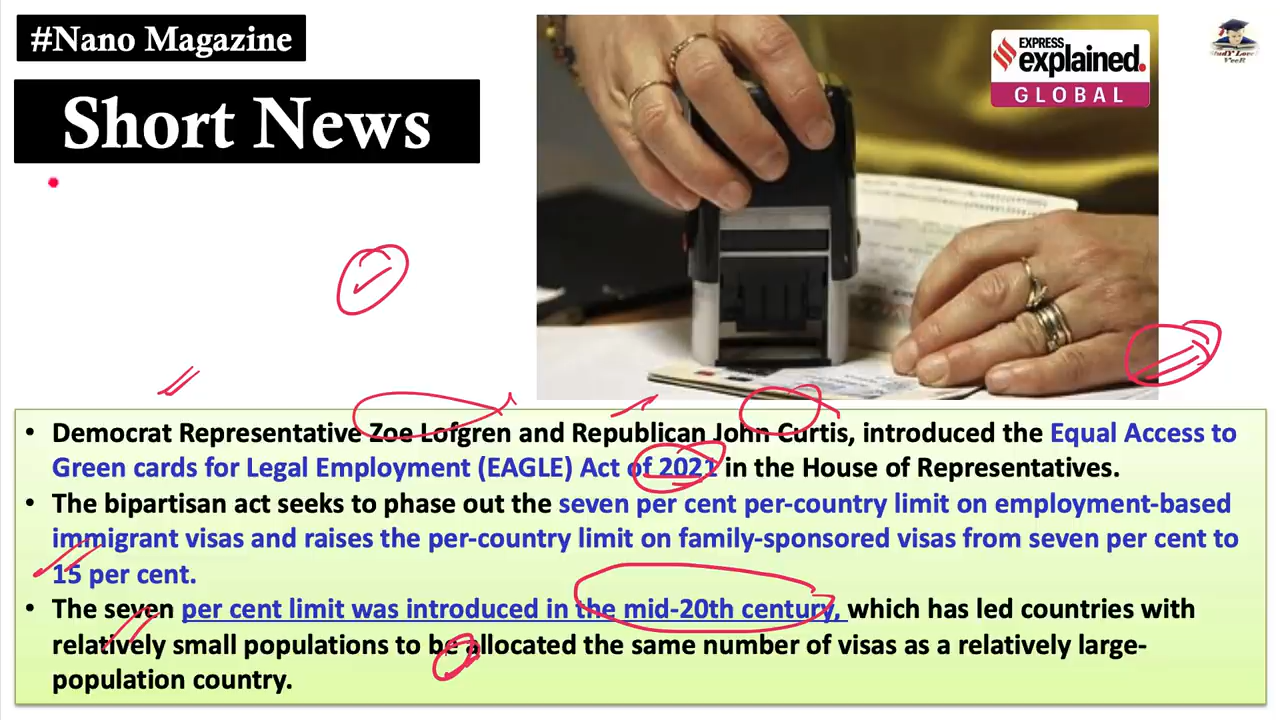 #Nano Magazine
Short News
EXPRESS
explained.
GLOBAL
• Democrat Representative Zoe Lofgren and Republican John Curtis, introduced the Equal Access to
Green cards for Legal Employment (EAGLE) Act of 2021 in the House of Representatives.
• The bipartisan act seeks to phase out the seven per cent per-country limit on employment-based
immigrant visas and raises the per-country limit on family-sponsored visas from seven per cent to
15 per cent.
• The seven per cent limit was introduced in the mid-20th century, which has led countries with
relatively small populations to be allocated the same number of visas as a relatively large-
population country.